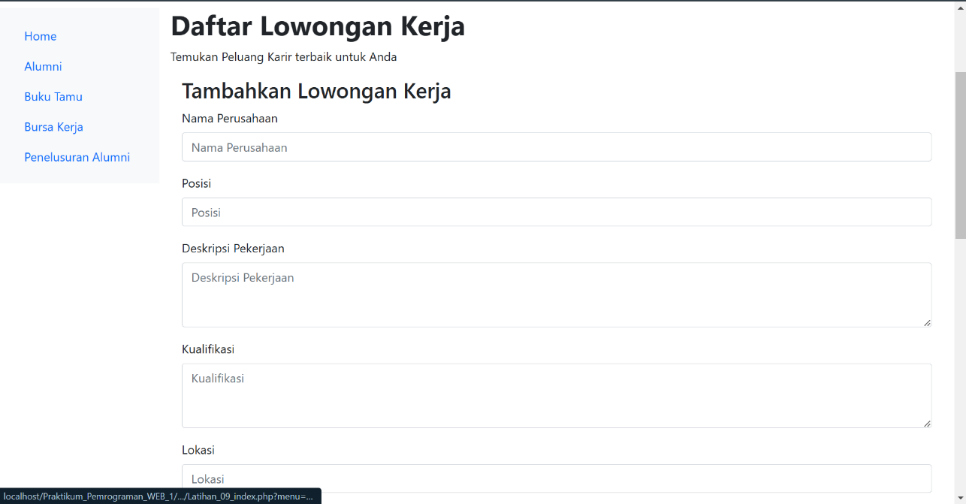 Home
Alumni
Buku Tamu
Bursa Kerja
Penelusuran Alumni
Daftar Lowongan Kerja
Temukan Peluang Karir terbaik untuk Anda
Tambahkan Lowongan Kerja
Nama Perusahaan
Nama Perusahaan
Posisi
Posisi
Deskripsi Pekerjaan
Deskripsi Pekerjaan
Kualifikasi
Kualifikasi
Lokasi
Lokasi
localhost/Praktikum_Pemrograman_WEB_1/.../Latihan_09_index.php?menu=...